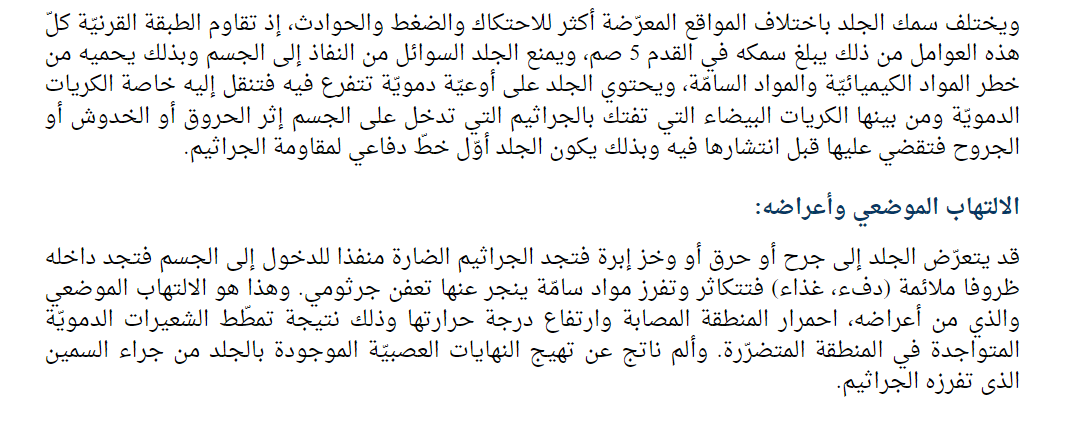 ويختلف سمك الجلد باختلاف المواقع المعرّضة أكثر للاحتكاك والضغط والحوادث، إذ تقاوم الطبقة القرنيّة كلّ
هذه العوامل من ذلك يبلغ سمكه في القدم 5 صم، ويمنع الجلد السوائل من النفاذ إلى الجسم وبذلك يحميه من
خطر المواد الكيميائيّة والمواد السامّة، ويحتوي الجلد على أوعيّة دمويّة تتفرع فيه فتنقل إليه خاصة الكريات
الدمويّة ومن بينها الكريات البيضاء التي تفتك بالجراثيم التي تدخل على الجسم إثر الحروق أو الخدوش أو
الجروح فتقضي عليها قبل انتشارها فيه وبذلك يكون الجلد أوّل خطّ دفاعي لمقاومة الجراثيم.
الالتهاب الموضعي وأعراضه:
قد يتعرّض الجلد إلى جرح أو حرق أو وخز إبرة فتجد الجراثيم الضارة منفذا للدخول إلى الجسم فتجد داخله
ظروفا ملائمة (دفء، غذاء) فتتكاثر وتفرز مواد سامّة ينجر عنها تعفن جرثومي. وهذا هو الالتهاب الموضعي
والذي من أعراضه، احمرار المنطقة المصابة وارتفاع درجة حرارتها وذلك نتيجة تمطّط الشعيرات الدمويّة
المتواجدة في المنطقة المتضرّرة. وألم ناتج عن تهيج النهايات العصبيّة الموجودة بالجلد من جراء السمين
الذى تفرزه الجراثيم.